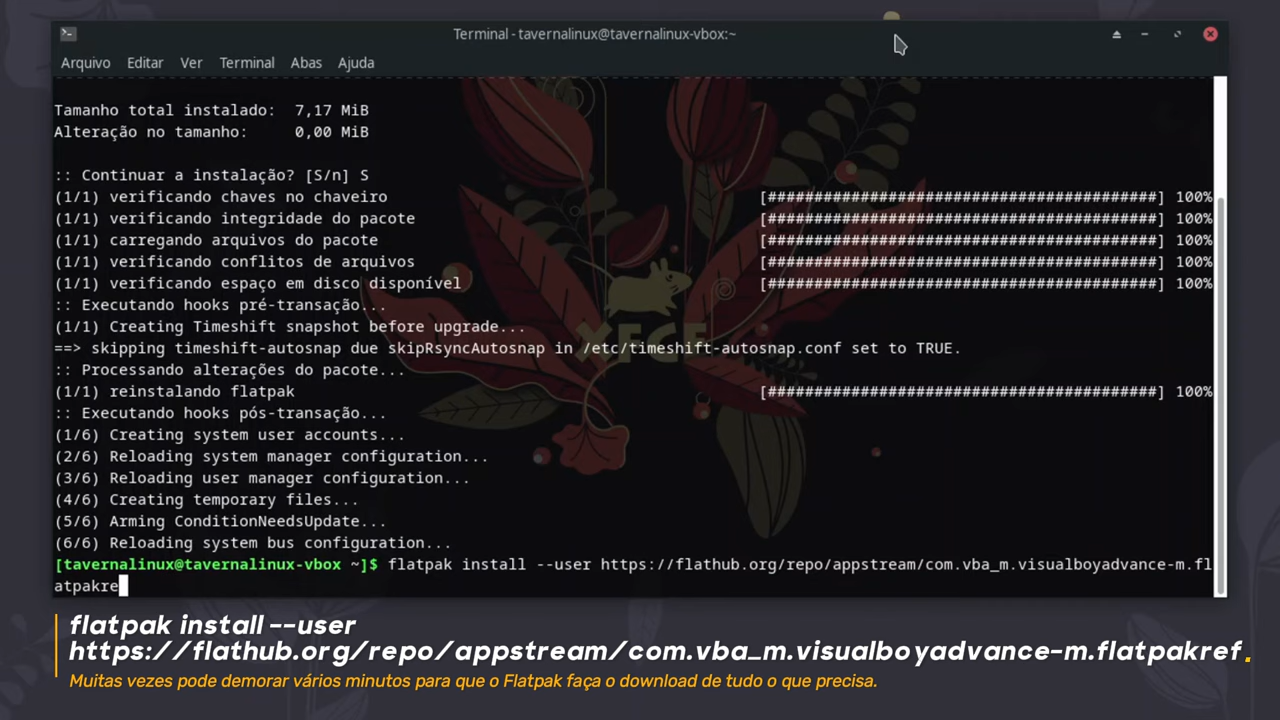 Terminal - tavernalinux@tavernalinux-vbox:~
Arquivo Editar Ver Terminal Abas Ajuda
Tamanho total instalado: 7,17 MiB
Alteração no tamanho: 0,00 MiB
:: Continuar a instalação? [S/n] S
(1/1) verificando chaves no chaveiro [##########################################] 100%
(1/1) verificando integridade do pacote [##########################################] 100%
(1/1) carregando arquivos do pacote [##########################################] 100%
(1/1) verificando conflitos de arquivos [##########################################] 100%
(1/1) verificando espaço em disco disponível [##########################################] 100%
:: Executando hooks pré-transação...
(1/1) Creating Timeshift snapshot before upgrade...
==> skipping timeshift-autosnap due skipRsyncAutosnap in /etc/timeshift-autosnap.conf set to TRUE.
:: Processando alterações do pacote...
(1/1) reinstalando flatpak [##########################################] 100%
:: Executando hooks pós-transação...
(1/6) Creating system user accounts...
(2/6) Reloading system manager configuration...
(3/6) Reloading user manager configuration...
(4/6) Creating temporary files...
(5/6) Arming ConditionNeedsUpdate...
(6/6) Reloading system bus configuration...
[tavernalinux@tavernalinux-vbox ~]$ flatpak install --user https://flathub.org/repo/appstream/com.vba_m.visualboyadvance-m.fl
atpakre
XFCE
flatpak install --user
https://flathub.org/repo/appstream/com.vba_m.visualboyadvance-m.flatpakref.
Muitas vezes pode demorar vários minutos para que o Flatpak faça o download de tudo o que precisa.